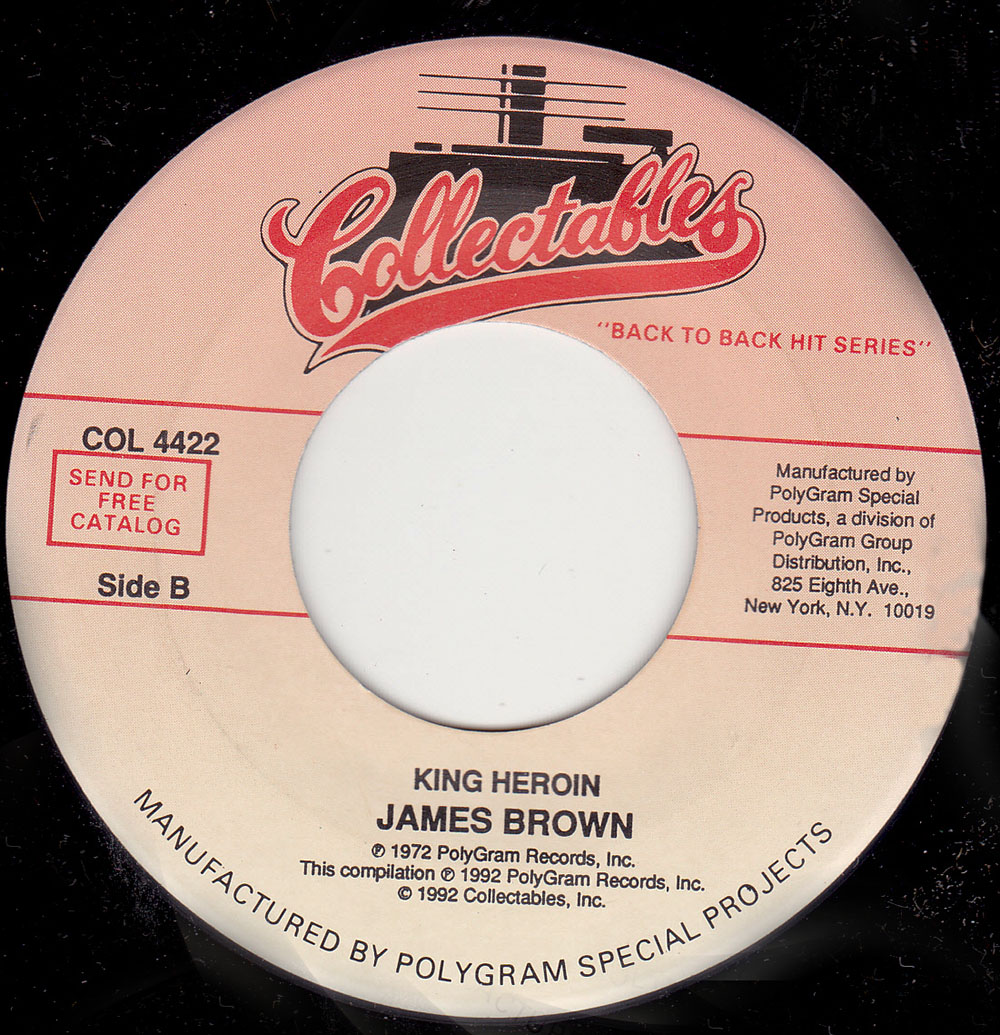 Collectables
"BACK TO BACK HIT SERIES"
COL 4422
SEND FOR
FREE
CATALOG
Side B
Manufactured by
PolyGram Special
Products, a division of
PolyGram Group
Distribution, Inc.,
825 Eighth Ave.,
New York, N.Y. 10019
KING HEROIN
JAMES BROWN
℗ 1972 PolyGram Records, Inc.
This compilation ℗ 1992 PolyGram Records, Inc.
© 1992 Collectables, Inc.
MANUFACTURED BY POLYGRAM SPECIAL PROJECTS